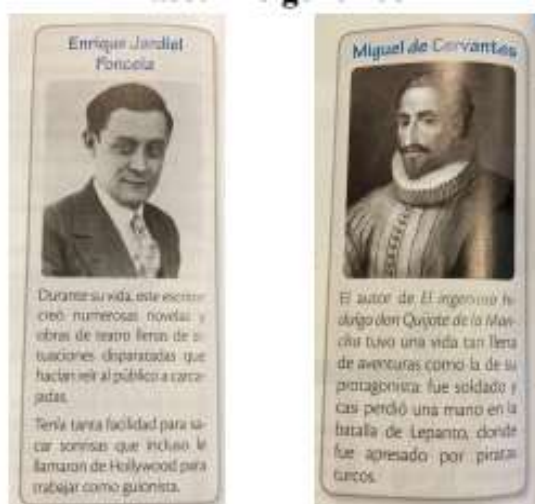 Enrique Jardiel
Poncela
Durante su vida, este escritor
creó numerosas novelas y
obras de teatro llenas de si-
tuaciones disparatadas que
hacían reír al público a carca-
jadas.
Tenía tanta facilidad para sa-
car sonrisas que incluso le
llamaron de Hollywood para
trabajar como guionista.
Miguel de Cervantes
El autor de El ingenioso hi-
dalgo don Quijote de la Man-
cha tuvo una vida tan llena
de aventuras como la de su
protagonista: fue soldado y
casi perdió una mano en la
batalla de Lepanto, donde
fue apresado por piratas
turcos.